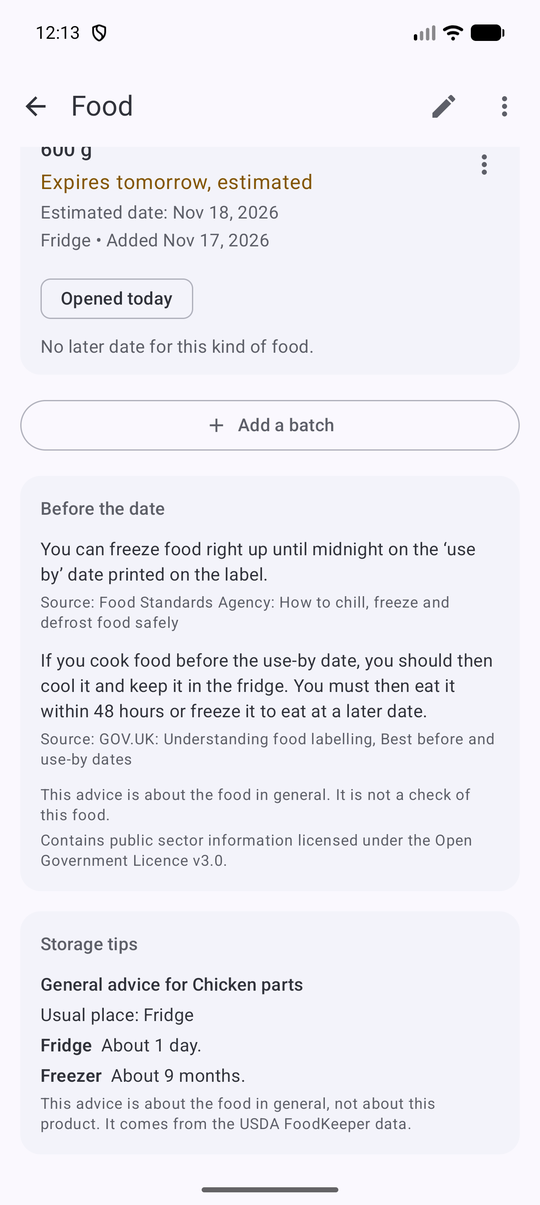 12:13
Food
600 g
Expires tomorrow, estimated
Estimated date: Nov 18, 2026
Fridge • Added Nov 17, 2026
Opened today
No later date for this kind of food.
+ Add a batch
Before the date
You can freeze food right up until midnight on the ‘use
by’ date printed on the label.
Source: Food Standards Agency: How to chill, freeze and
defrost food safely
If you cook food before the use-by date, you should then
cool it and keep it in the fridge. You must then eat it
within 48 hours or freeze it to eat at a later date.
Source: GOV.UK: Understanding food labelling, Best before and
use-by dates
This advice is about the food in general. It is not a check of
this food.
Contains public sector information licensed under the Open
Government Licence v3.0.
Storage tips
General advice for Chicken parts
Usual place: Fridge
Fridge About 1 day.
Freezer About 9 months.
This advice is about the food in general, not about this
product. It comes from the USDA FoodKeeper data.